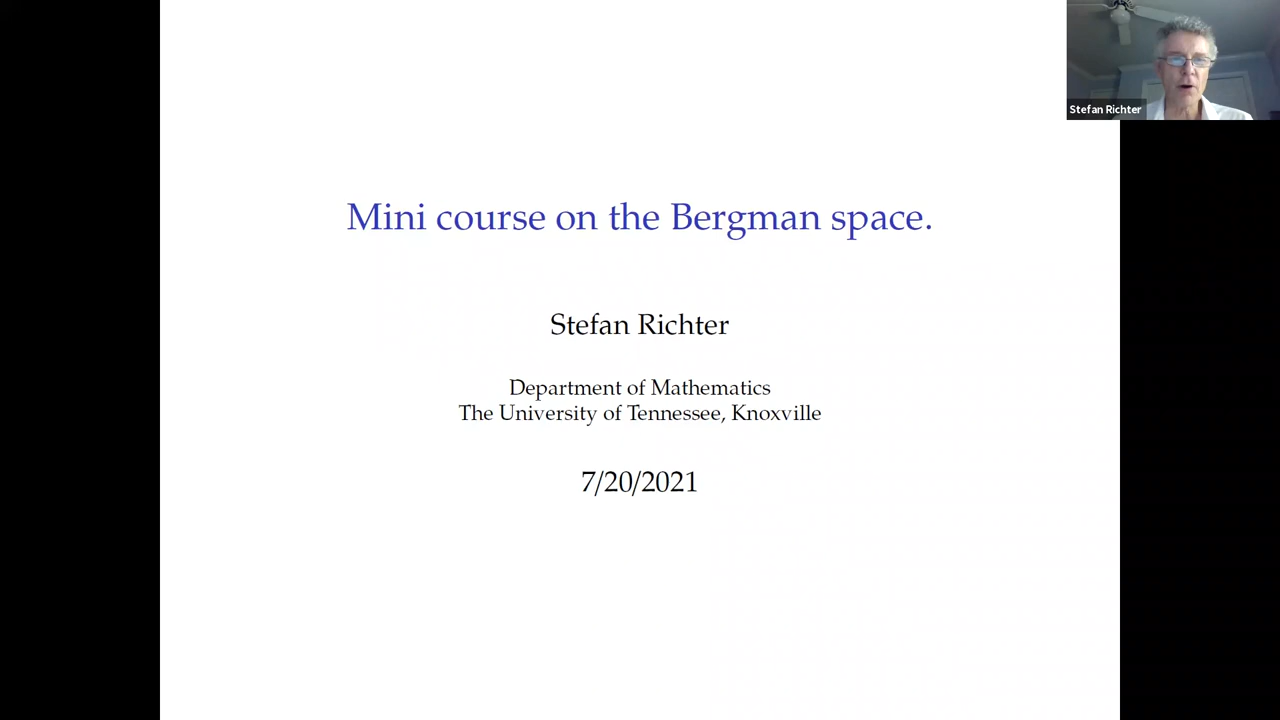 Stefan Richter
Mini course on the Bergman space.
Stefan Richter
Department of Mathematics
The University of Tennessee, Knoxville
7/20/2021